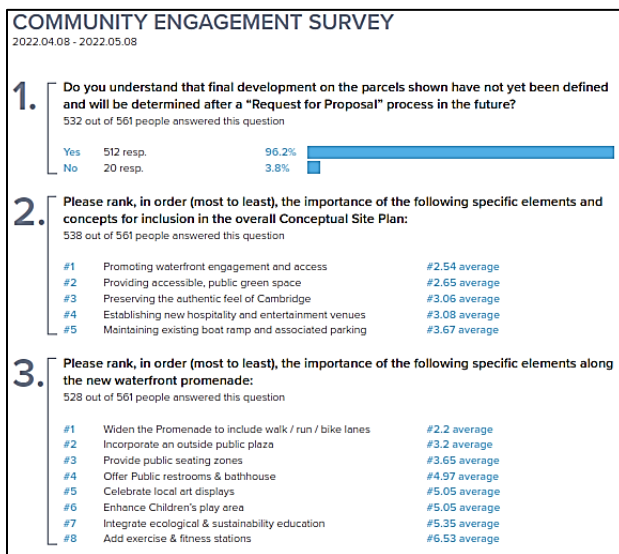 COMMUNITY ENGAGEMENT SURVEY
2022.04.08 - 2022.05.08
1. Do you understand that final development on the parcels shown have not yet been defined
and will be determined after a “Request for Proposal” process in the future?
532 out of 561 people answered this question
Yes 512 resp. 96.2%
No 20 resp. 3.8%
2. Please rank, in order (most to least), the importance of the following specific elements and
concepts for inclusion in the overall Conceptual Site Plan:
538 out of 561 people answered this question
#1 Promoting waterfront engagement and access #2.54 average
#2 Providing accessible, public green space #2.65 average
#3 Preserving the authentic feel of Cambridge #3.06 average
#4 Establishing new hospitality and entertainment venues #3.08 average
#5 Maintaining existing boat ramp and associated parking #3.67 average
3. Please rank, in order (most to least), the importance of the following specific elements along
the new waterfront promenade:
528 out of 561 people answered this question
#1 Widen the Promenade to include walk / run / bike lanes #2.2 average
#2 Incorporate an outside public plaza #3.2 average
#3 Provide public seating zones #3.65 average
#4 Offer Public restrooms & bathhouse #4.97 average
#5 Celebrate local art displays #5.05 average
#6 Enhance Children's play area #5.05 average
#7 Integrate ecological & sustainability education #5.35 average
#8 Add exercise & fitness stations #6.53 average